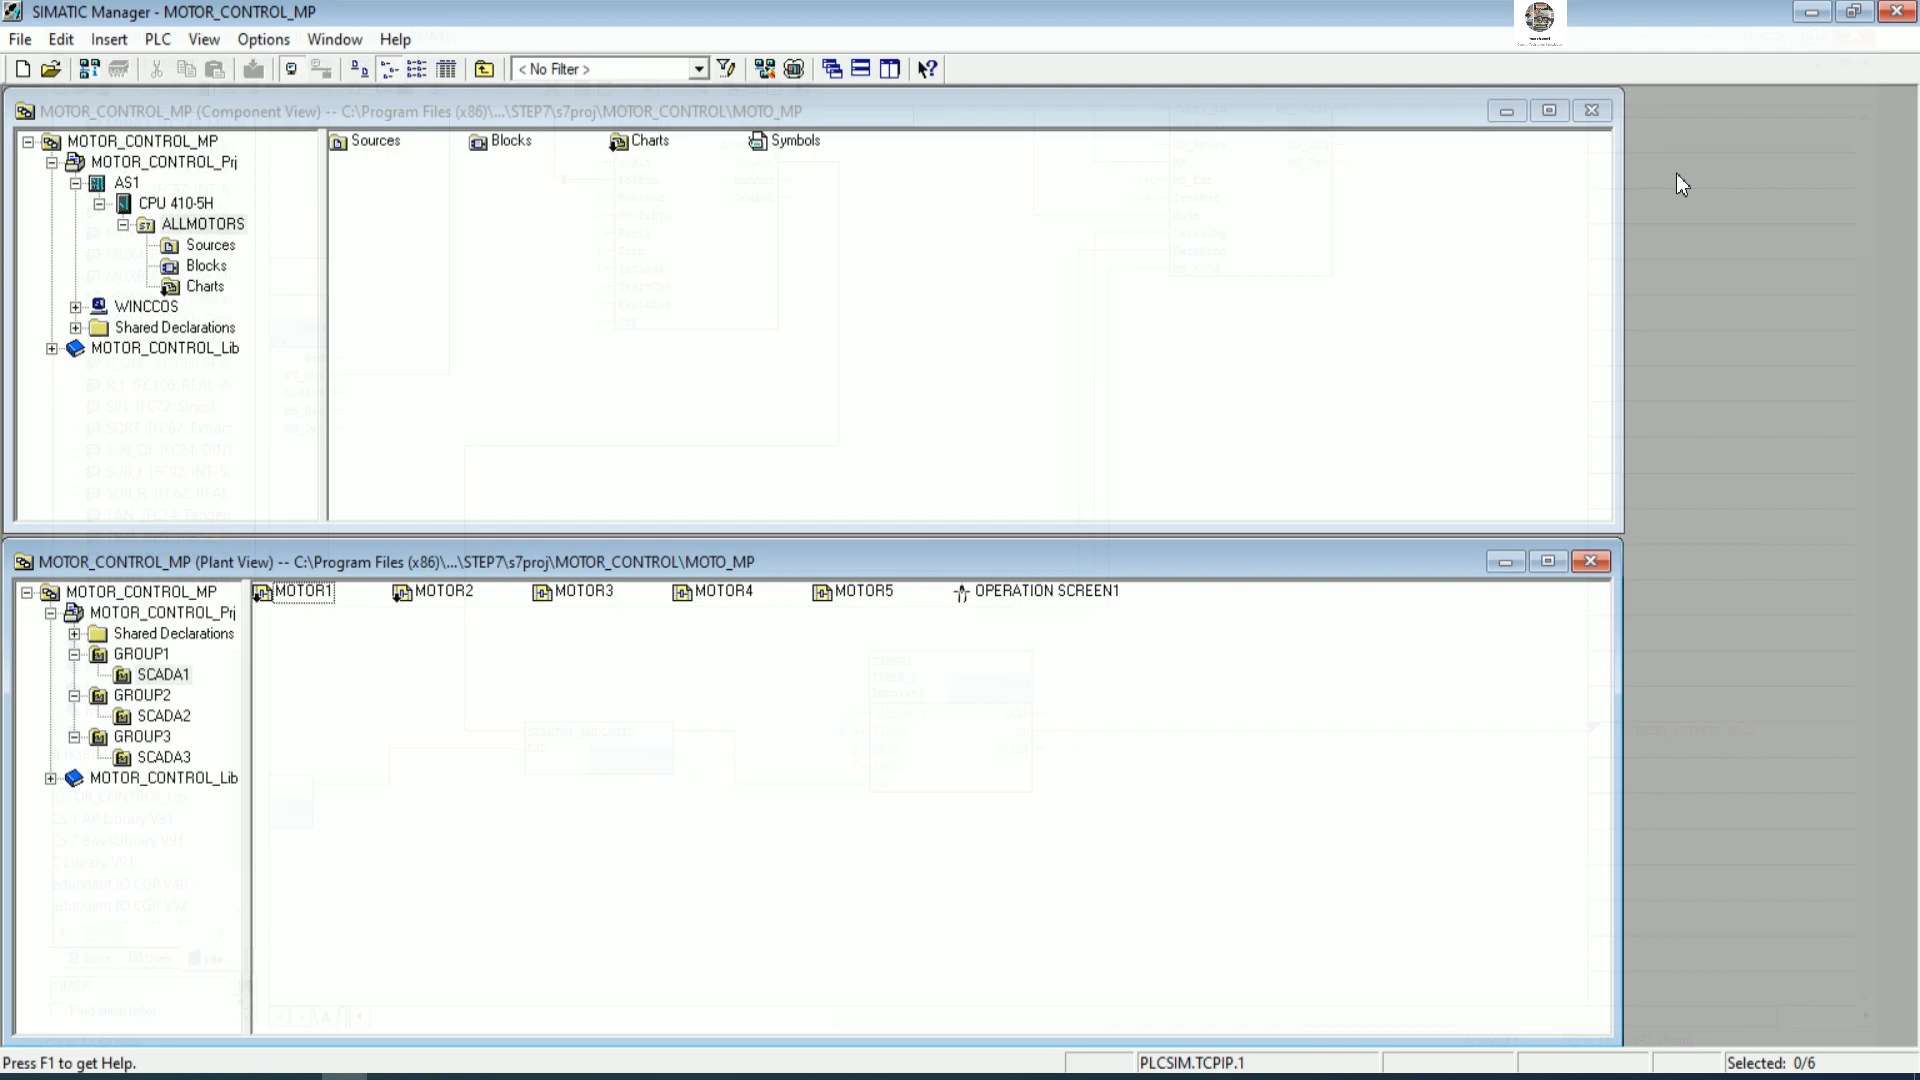 SIMATIC Manager - MOTOR_CONTROL_MP
File Edit Insert PLC View Options Window Help
< No Filter >
MOTOR_CONTROL_MP (Component View) -- C:\Program Files (x86)\...\STEP7\s7proj\MOTOR_CONTROL\MOTO_MP
MOTOR_CONTROL_MP
MOTOR_CONTROL_Prj
AS1
CPU 410-5H
ALLMOTORS
Sources
Blocks
Charts
WINCCOS
Shared Declarations
MOTOR_CONTROL_Lib
Sources Blocks Charts Symbols
MOTOR_CONTROL_MP (Plant View) -- C:\Program Files (x86)\...\STEP7\s7proj\MOTOR_CONTROL\MOTO_MP
MOTOR_CONTROL_MP
MOTOR_CONTROL_Prj
Shared Declarations
GROUP1
SCADA1
GROUP2
SCADA2
GROUP3
SCADA3
MOTOR_CONTROL_Lib
MOTOR1 MOTOR2 MOTOR3 MOTOR4 MOTOR5 OPERATION SCREEN1
Press F1 to get Help.
PLCSIM.TCPIP.1
Selected: 0/6